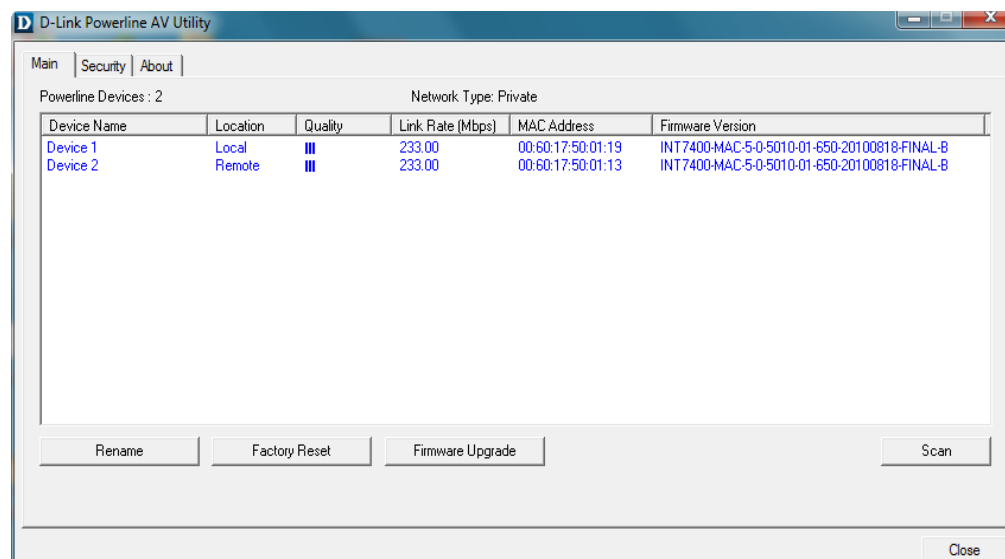 D D-Link Powerline AV Utility
Main Security About
Powerline Devices : 2 Network Type: Private
Device Name Location Quality Link Rate (Mbps) MAC Address Firmware Version
Device 1 Local 233.00 00:60:17:50:01:19 INT7400-MAC-5-0-5010-01-650-20100818-FINAL-B
Device 2 Remote 233.00 00:60:17:50:01:13 INT7400-MAC-5-0-5010-01-650-20100818-FINAL-B
Rename Factory Reset Firmware Upgrade Scan
Close